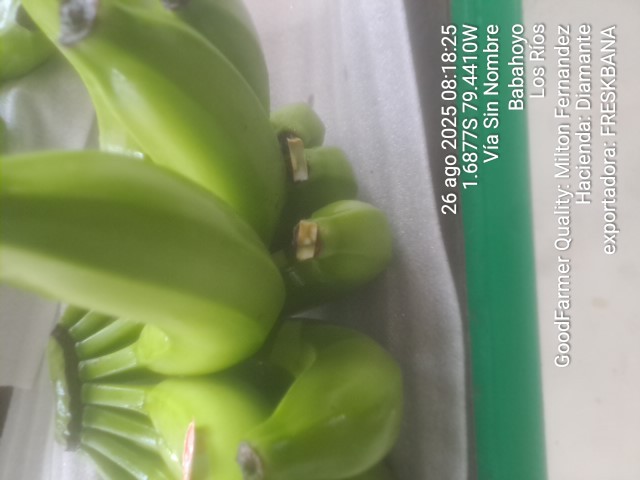 26 ago 2025 08:18:25
1.6877S 79.4410W
Vía Sin Nombre
Babahoyo
Los Ríos
GoodFarmer Quality: Milton Fernandez
Hacienda: Diamante
exportadora: FRESKBANA